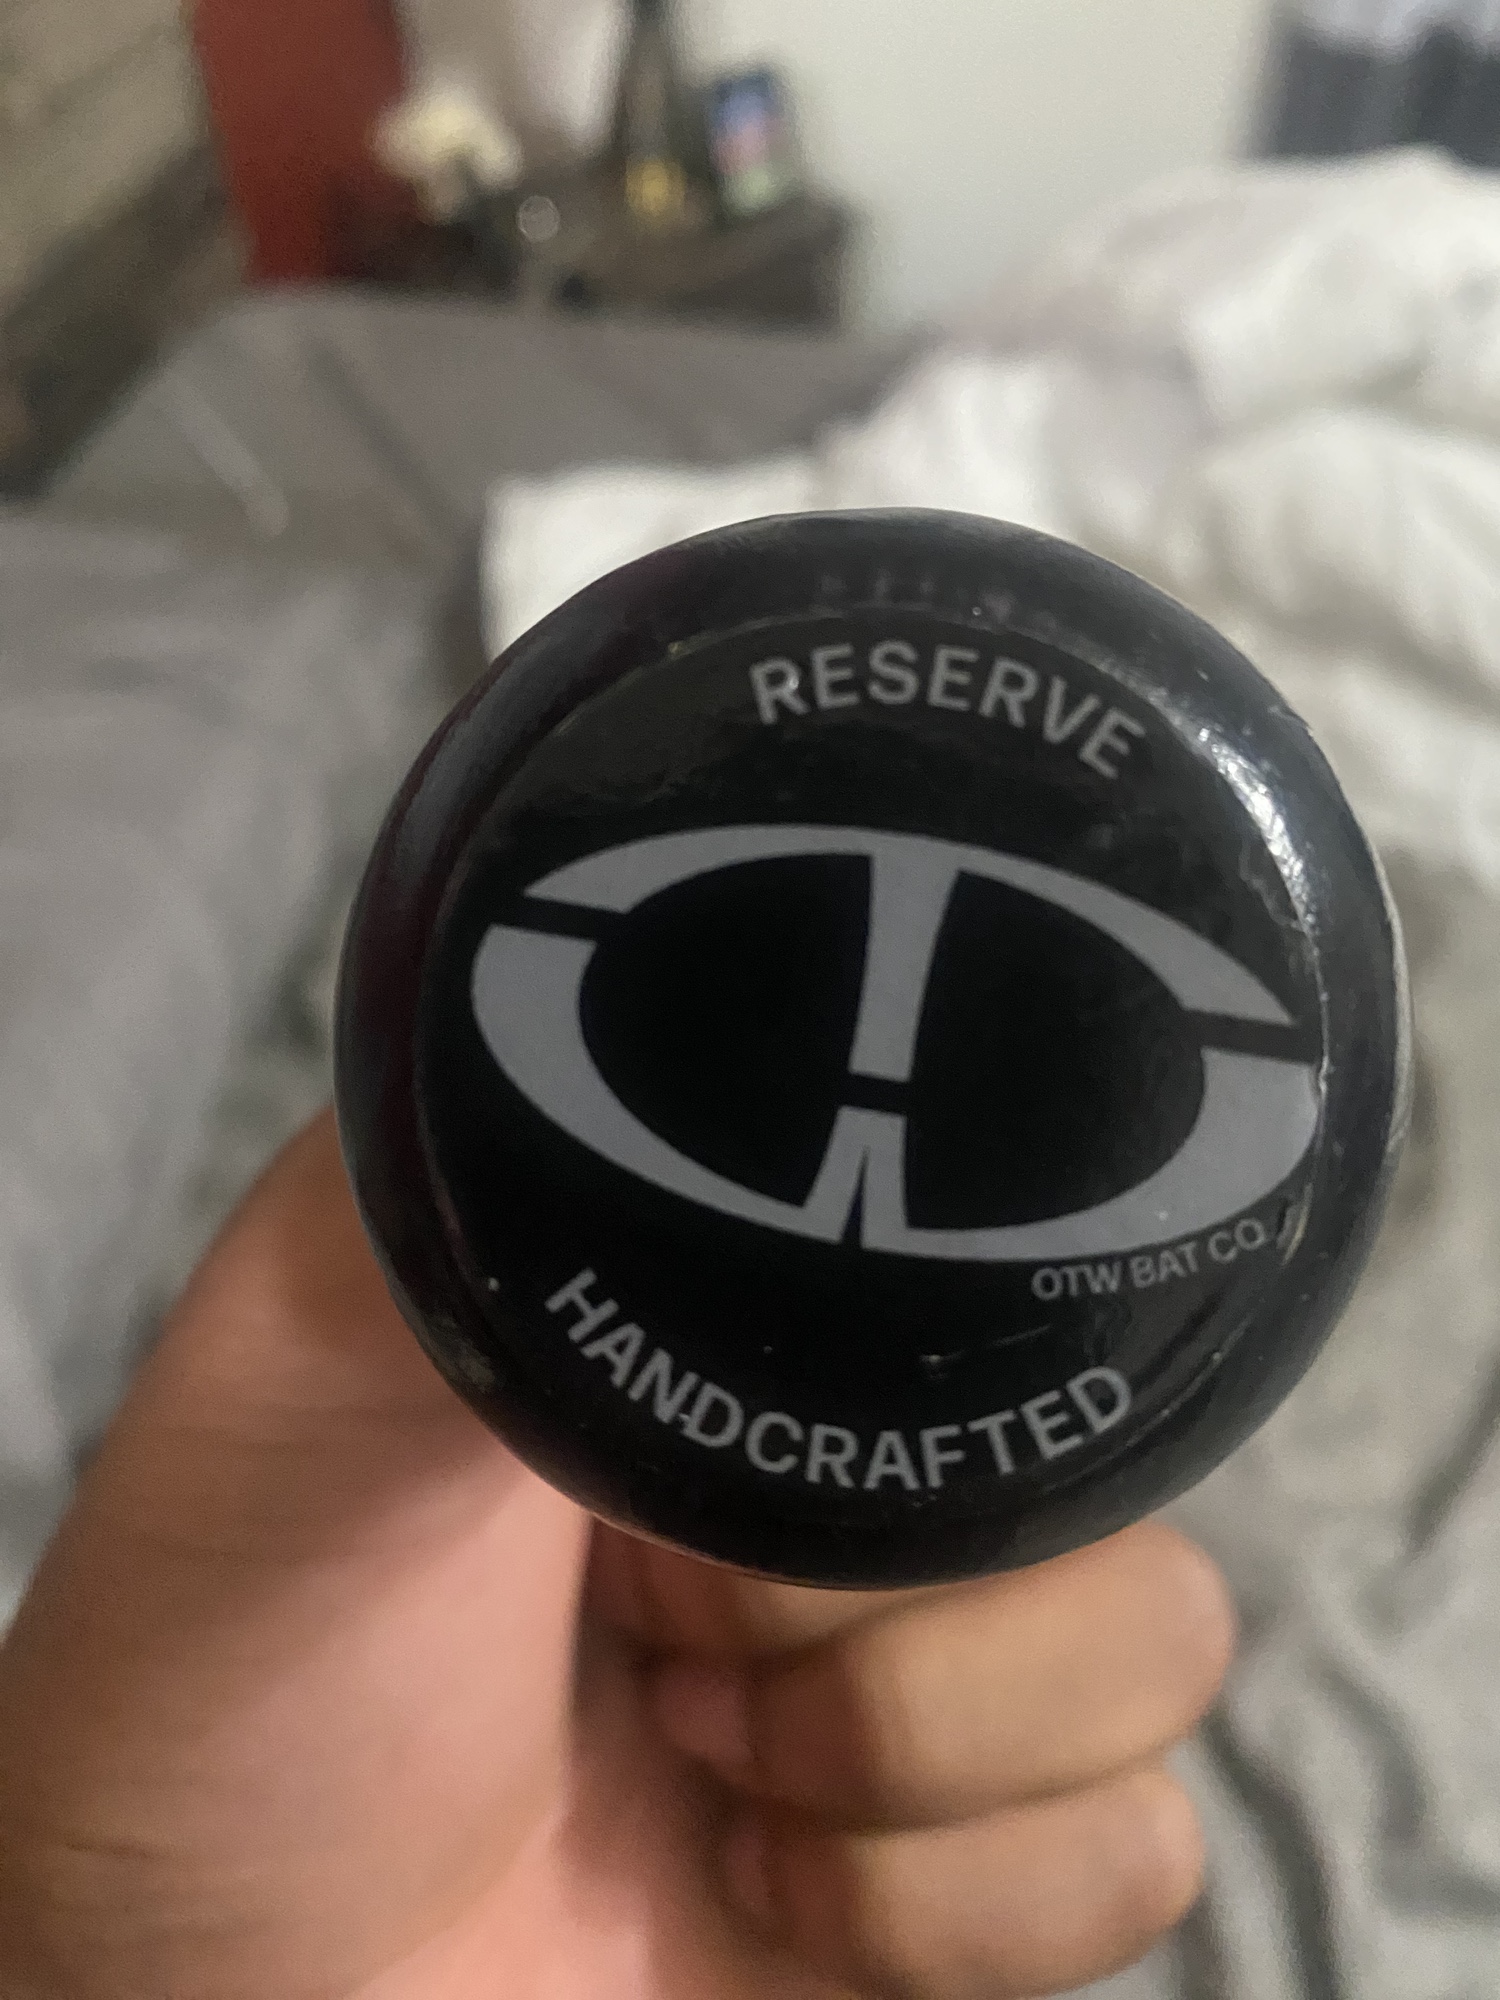 RESERVE
OTW BAT CO.
HANDCRAFTED